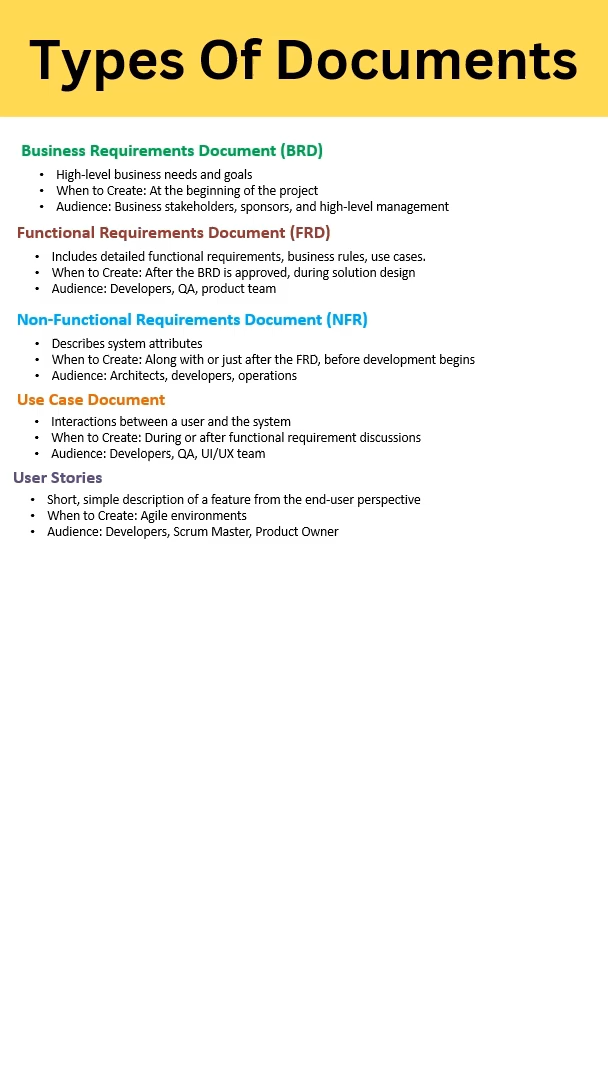 Types Of Documents
Business Requirements Document (BRD)
• High-level business needs and goals
• When to Create: At the beginning of the project
• Audience: Business stakeholders, sponsors, and high-level management
Functional Requirements Document (FRD)
• Includes detailed functional requirements, business rules, use cases.
• When to Create: After the BRD is approved, during solution design
• Audience: Developers, QA, product team
Non-Functional Requirements Document (NFR)
• Describes system attributes
• When to Create: Along with or just after the FRD, before development begins
• Audience: Architects, developers, operations
Use Case Document
• Interactions between a user and the system
• When to Create: During or after functional requirement discussions
• Audience: Developers, QA, UI/UX team
User Stories
• Short, simple description of a feature from the end-user perspective
• When to Create: Agile environments
• Audience: Developers, Scrum Master, Product Owner